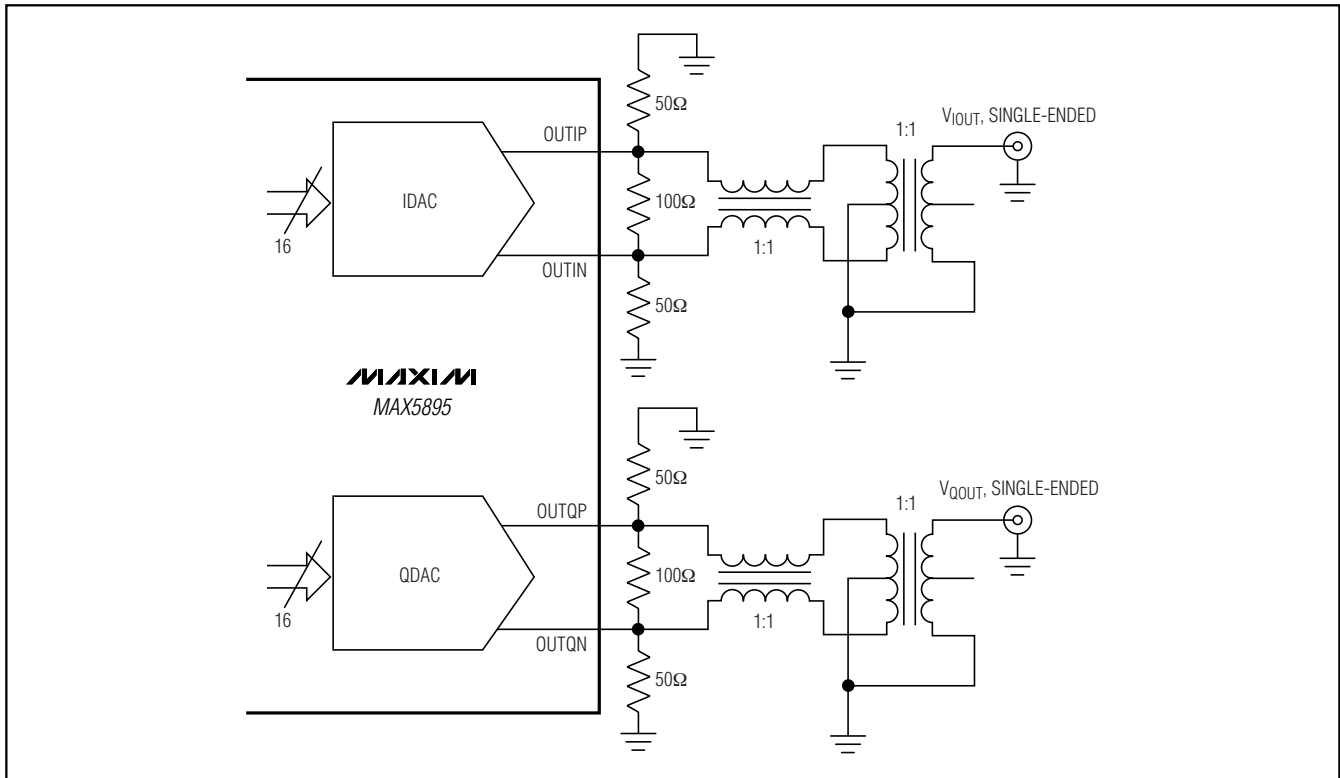 50Ω
OUTIP
1:1
V_IOUT, SINGLE-ENDED
IDAC
100Ω
16
OUTIN
1:1
50Ω
MAXIM
MAX5895
50Ω
OUTQP
1:1
V_QOUT, SINGLE-ENDED
QDAC
100Ω
16
OUTQN
1:1
50Ω